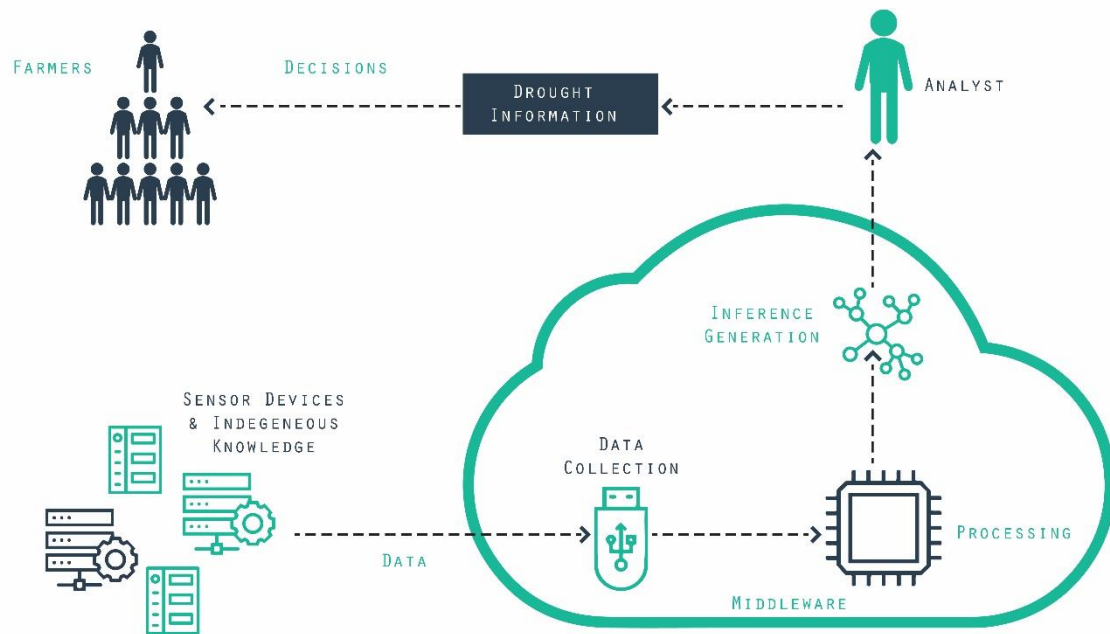 FARMERS
DECISIONS
DROUGHT
INFORMATION
ANALYST
INFERENCE
GENERATION
SENSOR DEVICES
& INDEGENEOUS
KNOWLEDGE
DATA
COLLECTION
DATA
PROCESSING
MIDDLEWARE